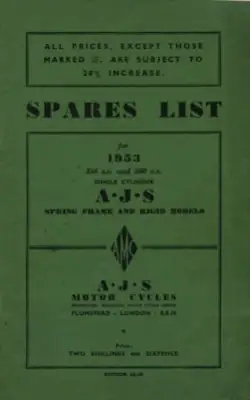 ALL PRICES, EXCEPT THOSE
MARKED ARE SUBJECT TO
INCREASE.
SPARES LIST
for
1953
350 c.c. and 500 c.c.
SINGLE CYLINDER
A·J·S
SPRING FRAME AND RIGID MODELS
AMC
A·J·S
MOTOR CYCLES
PLUMSTEAD - LONDON - S.E.18
Price:
TWO SHILLINGS AND SIXPENCE